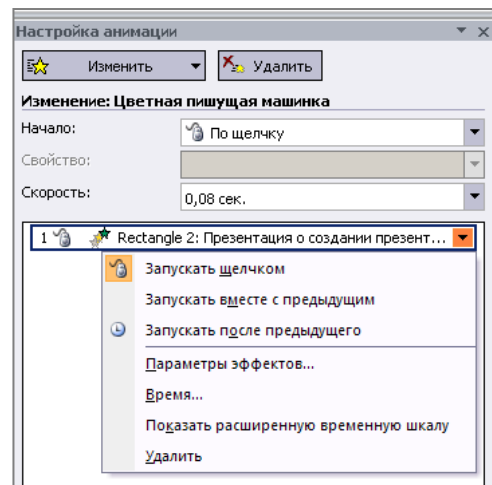 Настройка анимации
Изменить Удалить
Изменение: Цветная пишущая машинка
Начало: По щелчку
Свойство:
Скорость: 0,08 сек.
1 Rectangle 2: Презентация о создании презент...
Запускать щелчком
Запускать вместе с предыдущим
Запускать после предыдущего
Параметры эффектов...
Время...
Показать расширенную временную шкалу
Удалить